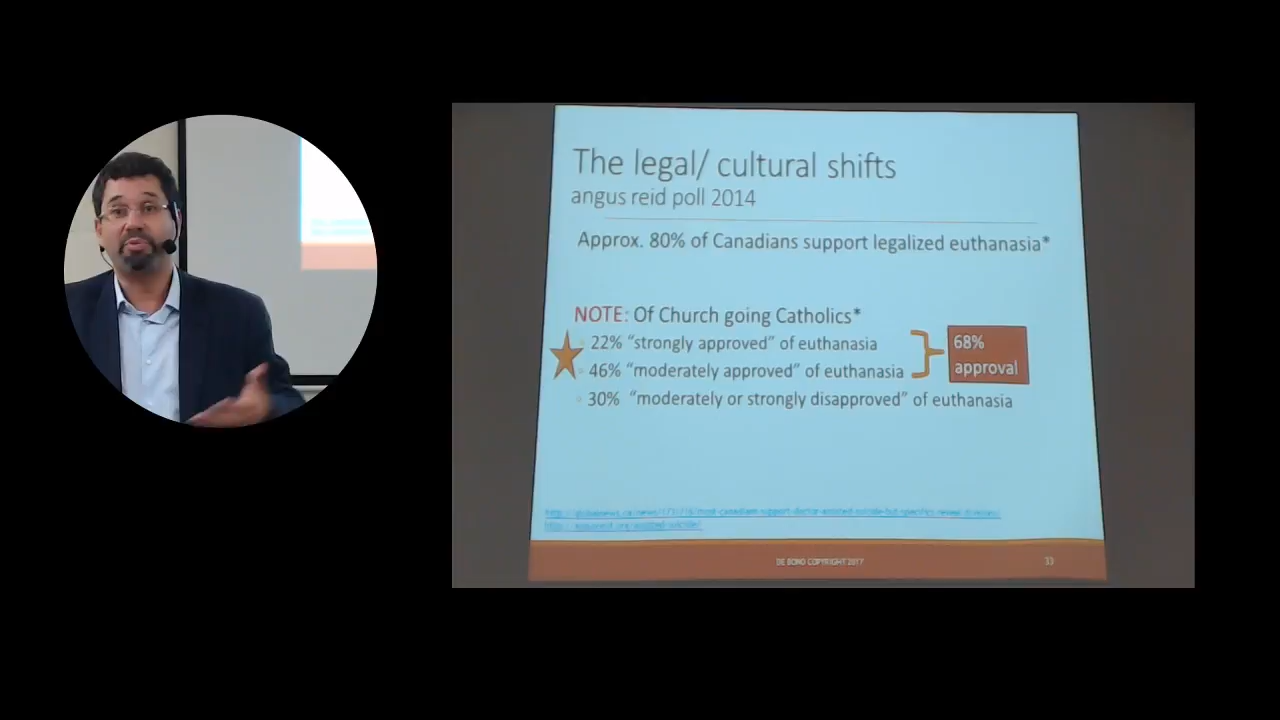 The legal/ cultural shifts
angus reid poll 2014
Approx. 80% of Canadians support legalized euthanasia*
NOTE: Of Church going Catholics*
22% “strongly approved” of euthanasia
46% “moderately approved” of euthanasia
68%
approval
30% “moderately or strongly disapproved” of euthanasia
DE BONO COPYRIGHT 2017
33